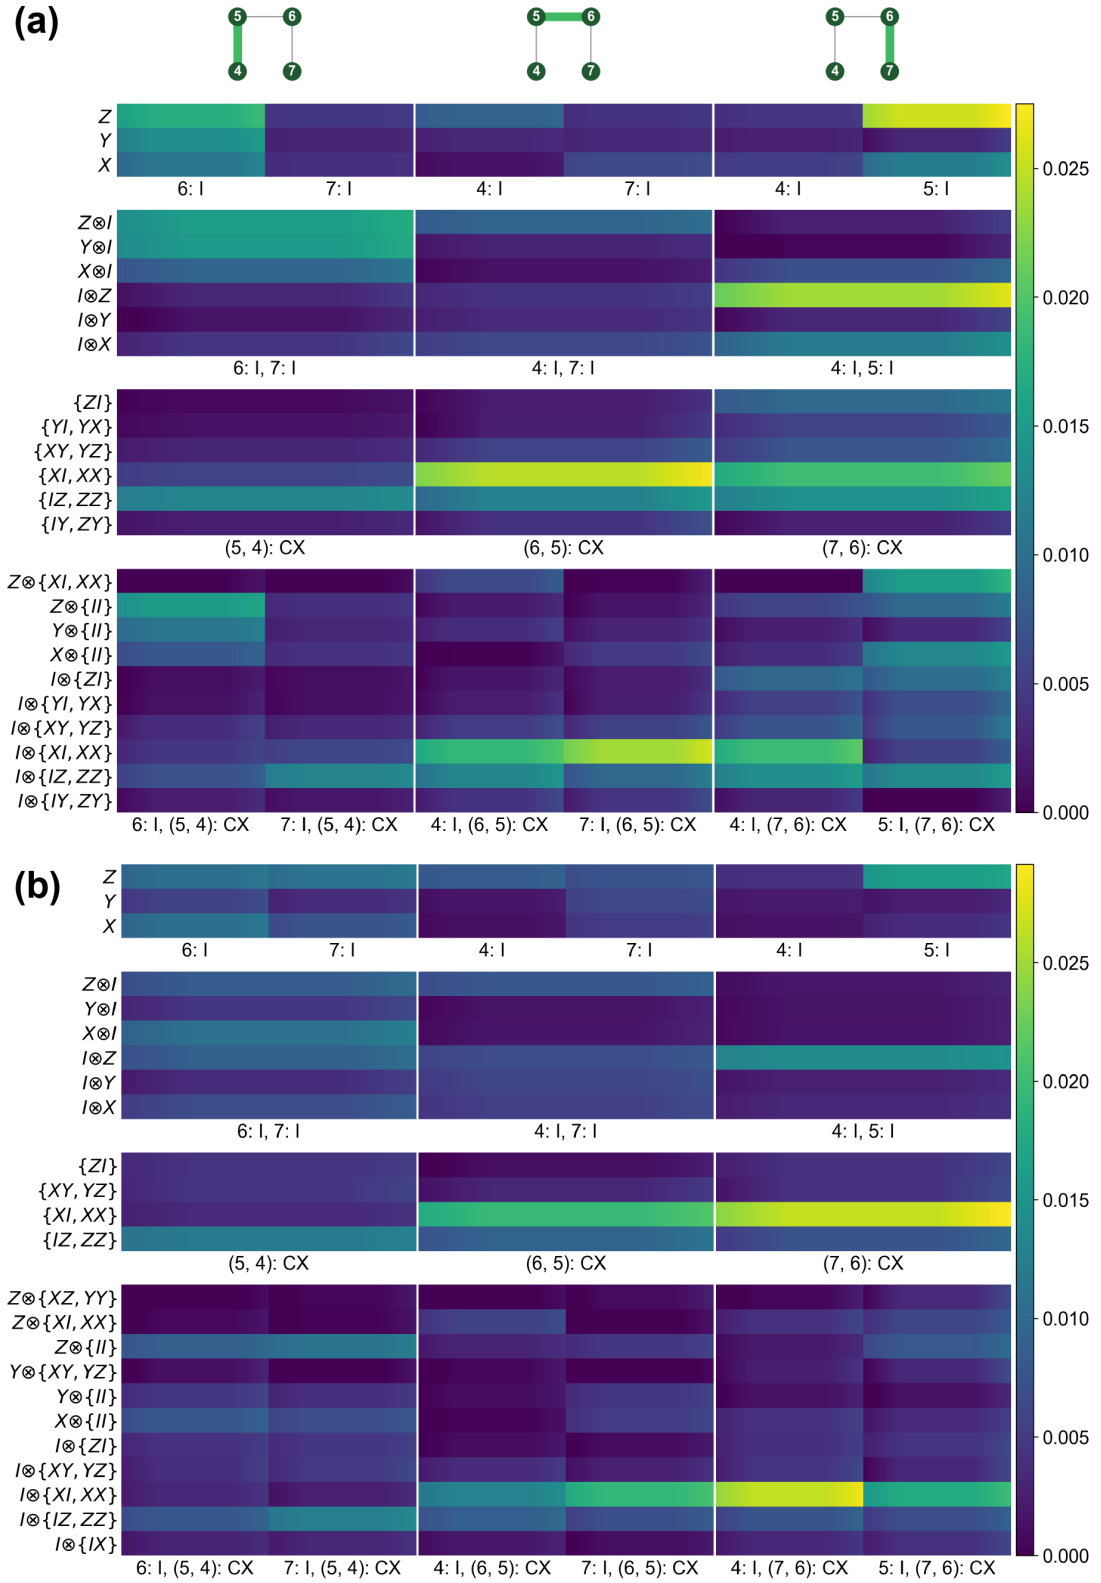 (a)
5 6 5 6 5 6
4 7 4 7 4 7
Z
Y
X
6: I 7: I 4: I 7: I 4: I 5: I
Z⊗I
Y⊗I
X⊗I
I⊗Z
I⊗Y
I⊗X
6: I, 7: I 4: I, 7: I 4: I, 5: I
{ZI}
{YI, YX}
{XY, YZ}
{XI, XX}
{IZ, ZZ}
{IY, ZY}
(5, 4): CX (6, 5): CX (7, 6): CX
Z⊗{XI, XX}
Z⊗{II}
Y⊗{II}
X⊗{II}
I⊗{ZI}
I⊗{YI, YX}
I⊗{XY, YZ}
I⊗{XI, XX}
I⊗{IZ, ZZ}
I⊗{IY, ZY}
6: I, (5, 4): CX 7: I, (5, 4): CX 4: I, (6, 5): CX 7: I, (6, 5): CX 4: I, (7, 6): CX 5: I, (7, 6): CX
0.025
0.020
0.015
0.010
0.005
0.000
(b)
Z
Y
X
6: I 7: I 4: I 7: I 4: I 5: I
Z⊗I
Y⊗I
X⊗I
I⊗Z
I⊗Y
I⊗X
6: I, 7: I 4: I, 7: I 4: I, 5: I
{ZI}
{XY, YZ}
{XI, XX}
{IZ, ZZ}
(5, 4): CX (6, 5): CX (7, 6): CX
Z⊗{XZ, YY}
Z⊗{XI, XX}
Z⊗{II}
Y⊗{XY, YZ}
Y⊗{II}
X⊗{II}
I⊗{ZI}
I⊗{XY, YZ}
I⊗{XI, XX}
I⊗{IZ, ZZ}
I⊗{IX}
6: I, (5, 4): CX 7: I, (5, 4): CX 4: I, (6, 5): CX 7: I, (6, 5): CX 4: I, (7, 6): CX 5: I, (7, 6): CX
0.025
0.020
0.015
0.010
0.005
0.000